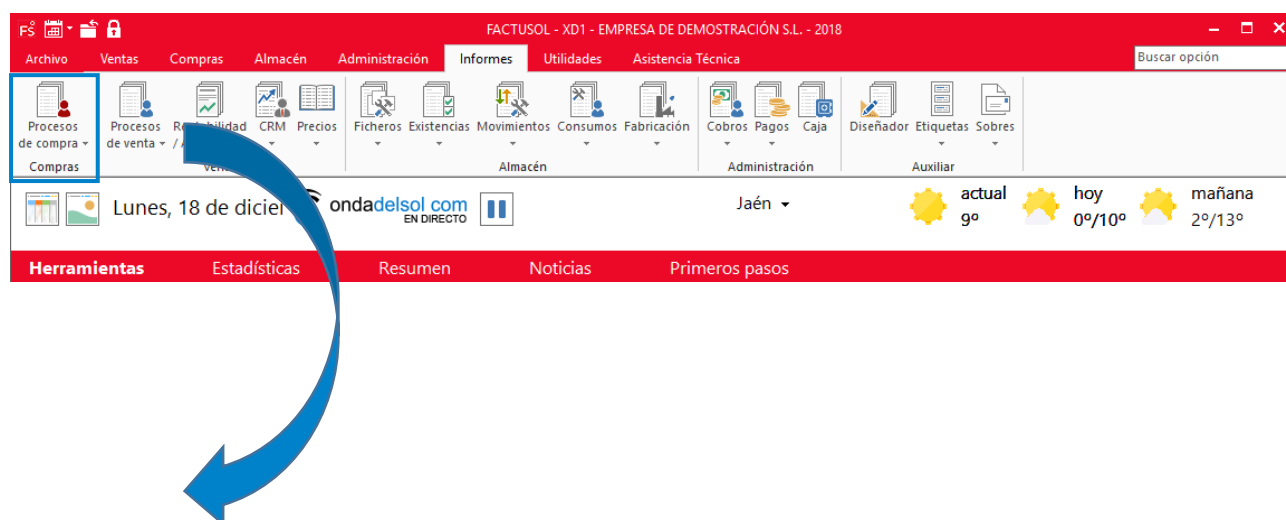 FS
FACTUSOL - XD1 - EMPRESA DE DEMOSTRACIÓN S.L. - 2018
Archivo Ventas Compras Almacén Administración Informes Utilidades Asistencia Técnica Buscar opción
Procesos Procesos CRM Precios Ficheros Existencias Movimientos Consumos Fabricación Cobros Pagos Caja Diseñador Etiquetas Sobres
de compra de venta /
Compras Almacén Administración Auxiliar
Lunes, 18 de dicie ondadelsol com Jaén actual hoy mañana
EN DIRECTO 9º 0º/10º 2º/13º
Herramientas Estadísticas Resumen Noticias Primeros pasos